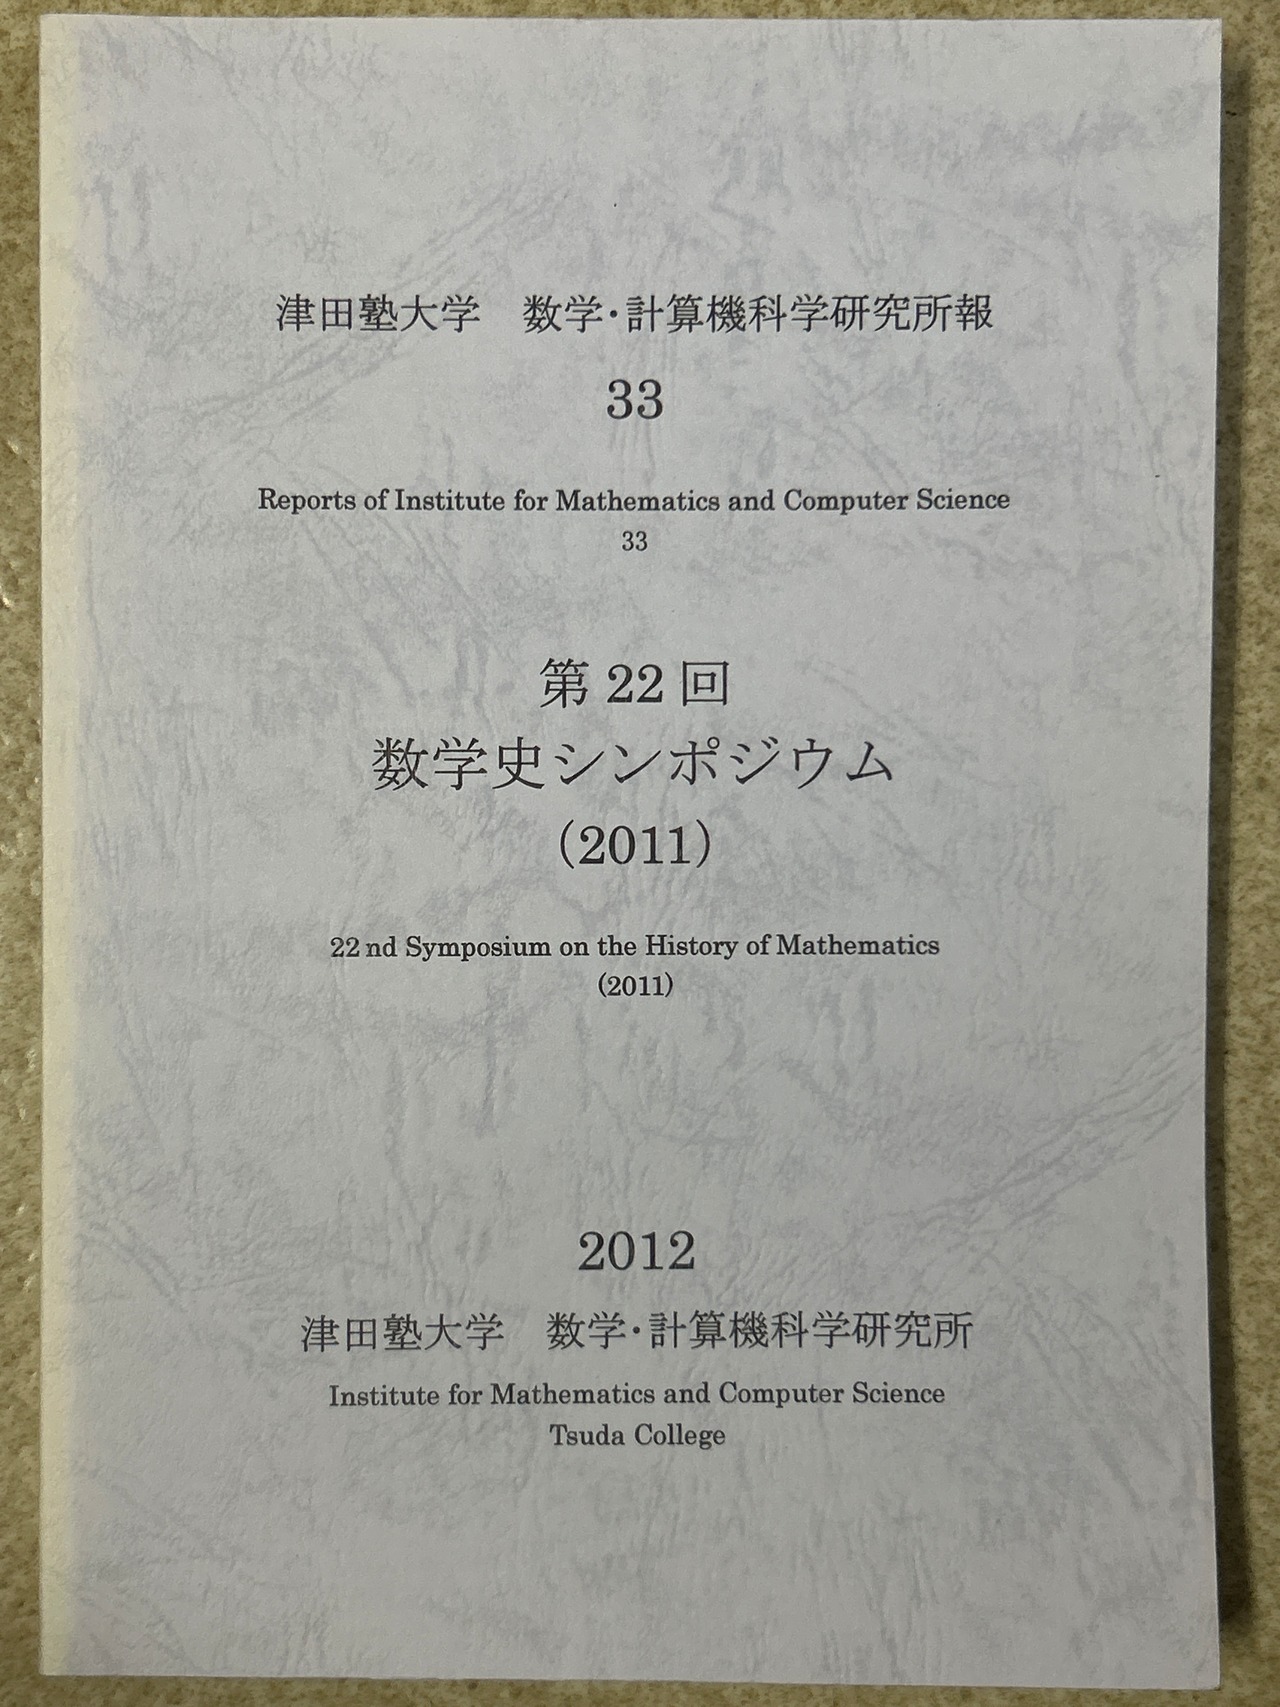 津田塾大学　数学・計算機科学研究所報
33
Reports of Institute for Mathematics and Computer Science
33
第 22 回
数学史シンポジウム
(2011)
22 nd Symposium on the History of Mathematics
(2011)
2012
津田塾大学　数学・計算機科学研究所
Institute for Mathematics and Computer Science
Tsuda College